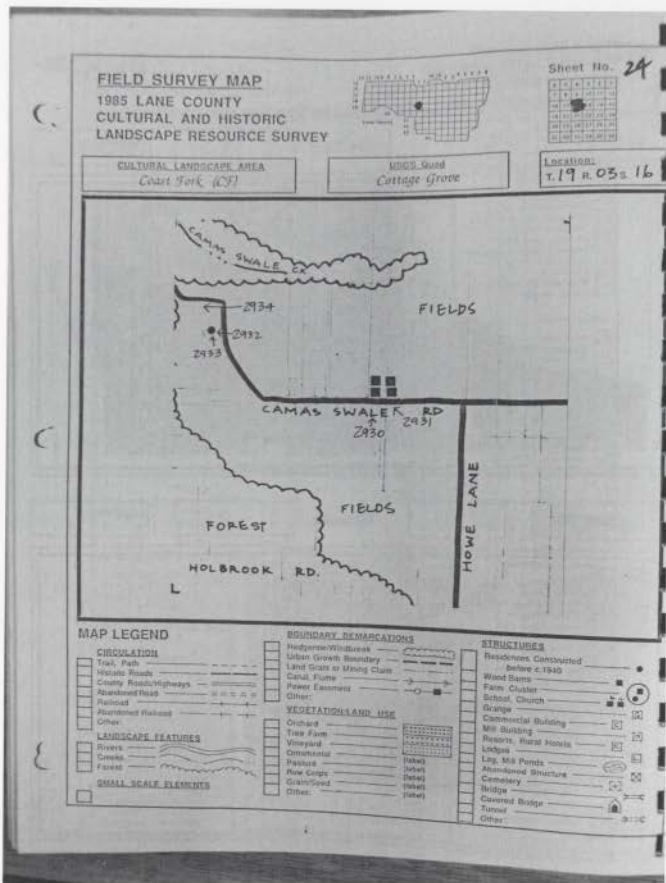 FIELD SURVEY MAP
1985 LANE COUNTY
CULTURAL AND HISTORIC
LANDSCAPE RESOURCE SURVEY
Sheet No. 24
CULTURAL LANDSCAPE AREA
Coast Fork (CF)
USGS Quad
Cottage Grove
Location:
T. 19 R. 03 S. 16
CAMAS SWALE CK
FIELDS
2934
2932
2933
CAMAS SWALE RD
2930
2931
FIELDS
FOREST
HOWE LANE
HOLBROOK RD.
L
MAP LEGEND
CIRCULATION
Trail, Path
Historic Roads
County Roads/Highways
Abandoned Road
Railroad
Abandoned Railroad
Other:
LANDSCAPE FEATURES
Rivers
Creeks
Forest
SMALL SCALE ELEMENTS
BOUNDARY DEMARCATIONS
Hedgerow/Windbreak
Urban Growth Boundary
Land Grant or Mining Claim
Canal, Flume
Power Easement
Other:
VEGETATION/LAND USE
Orchard
Tree Farm
Vineyard
Ornamental (label)
Pasture (label)
Row Corps (label)
Grain/Seed (label)
Other: (label)
STRUCTURES
Residences Constructed
before c.1940
Wood Barns
Farm Cluster
School, Church
Grange
Commercial Building
Mill Building
Resorts, Rural Hotels
Lodges
Log, Mill Ponds
Abandoned Structure
Cemetery
Bridge
Covered Bridge
Tunnel
Other: